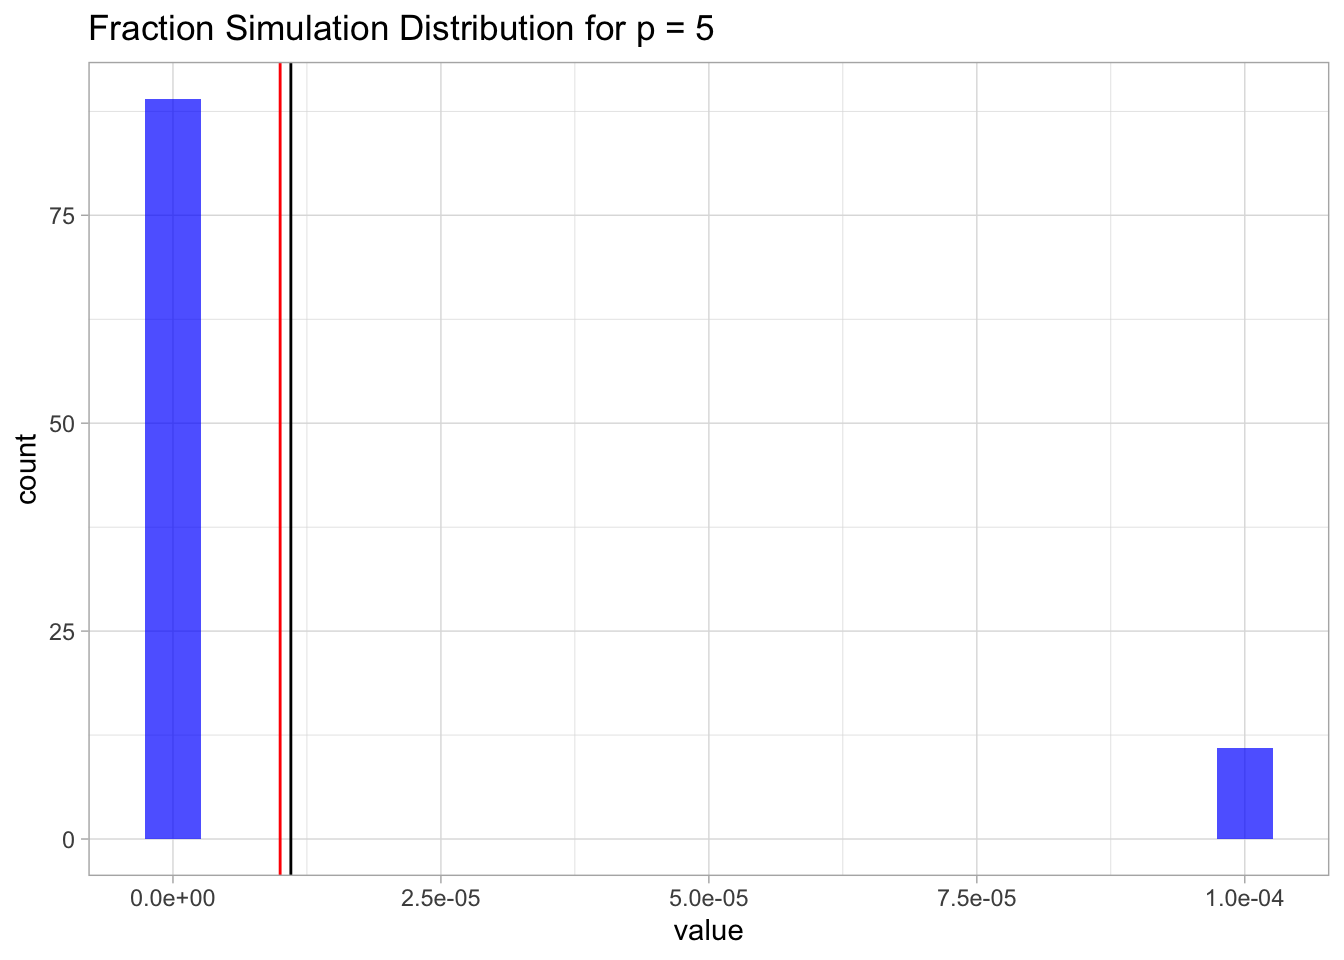 Fraction Simulation Distribution for p = 5
75
50
25
0
count
0.0e+00 2.5e-05 5.0e-05 7.5e-05 1.0e-04
value